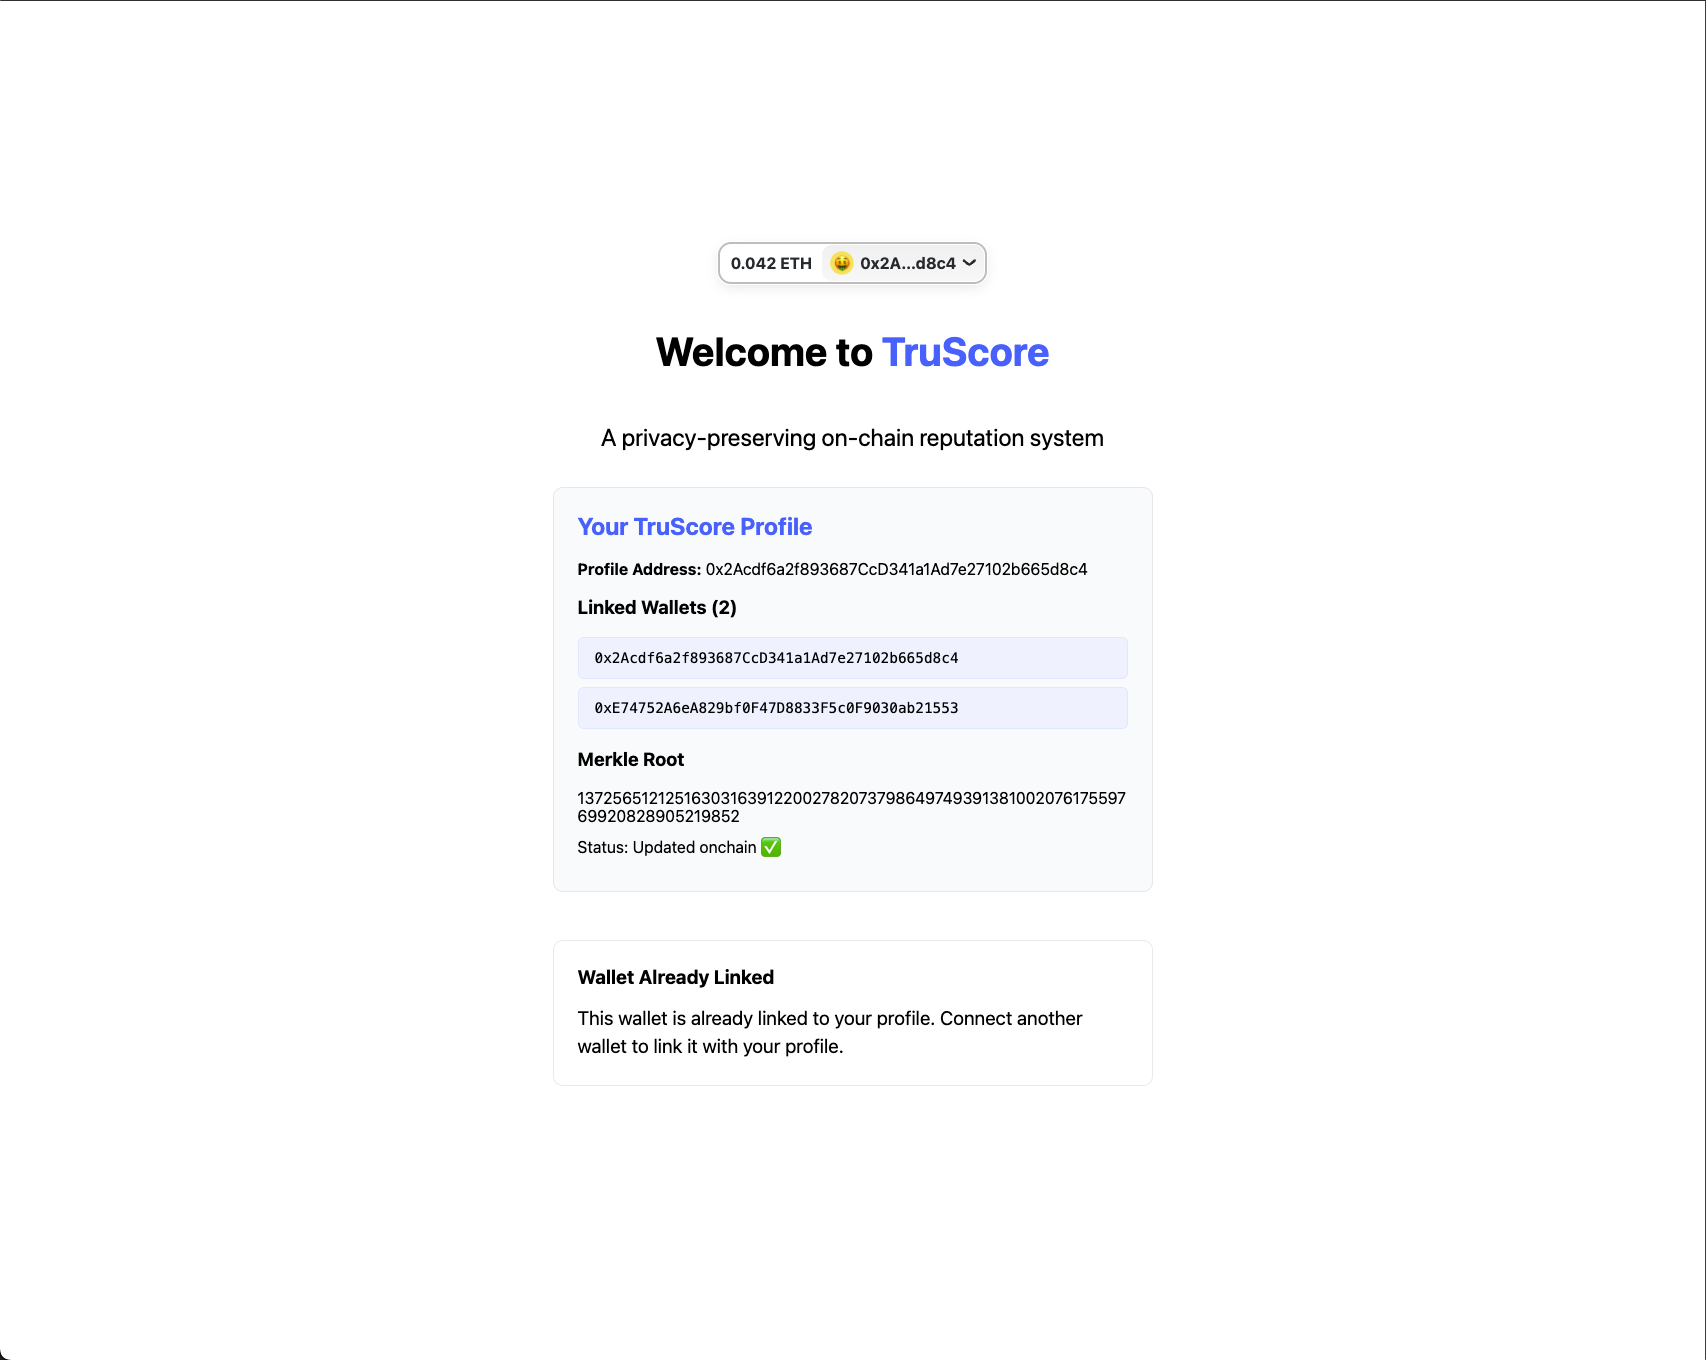 0.042 ETH 0x2A...d8c4
Welcome to TruScore
A privacy-preserving on-chain reputation system
Your TruScore Profile
Profile Address: 0x2Acdf6a2f893687CcD341a1Ad7e27102b665d8c4
Linked Wallets (2)
0x2Acdf6a2f893687CcD341a1Ad7e27102b665d8c4
0xE74752A6eA829bf0F47D8833F5c0F9030ab21553
Merkle Root
137256512125163031639122002782073798649749391381002076175597
69920828905219852
Status: Updated onchain ✅
Wallet Already Linked
This wallet is already linked to your profile. Connect another
wallet to link it with your profile.